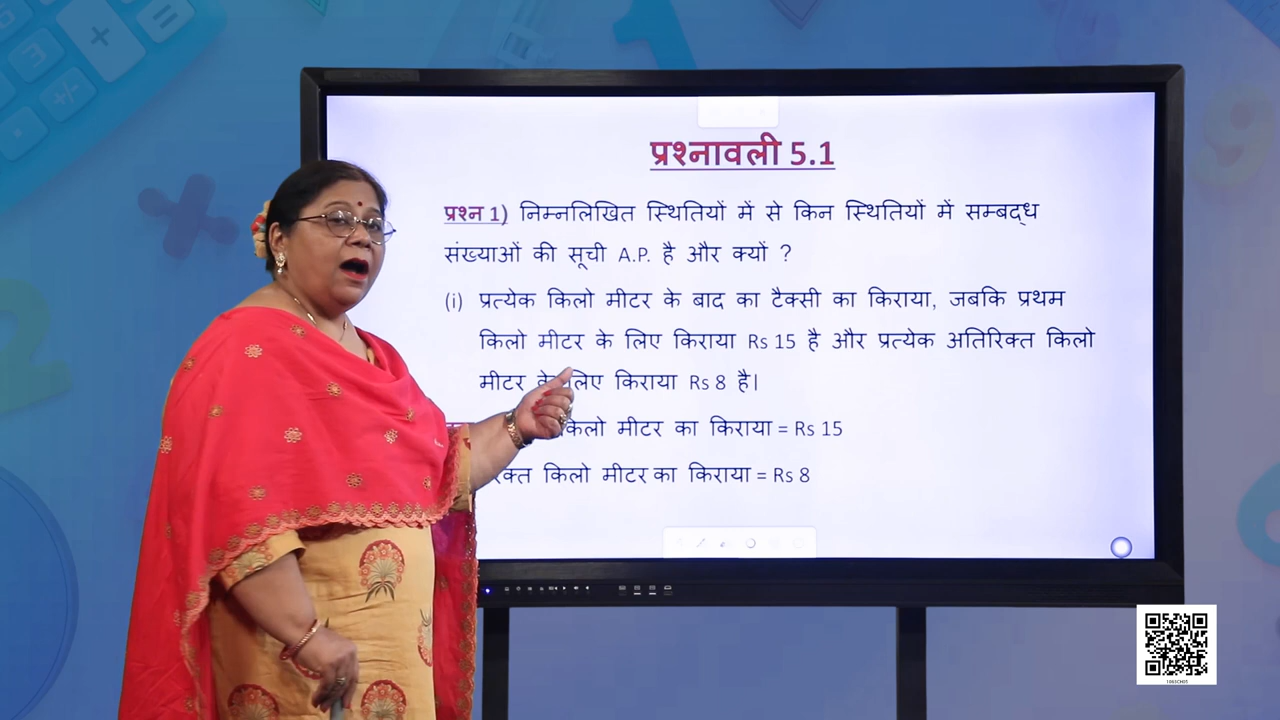 प्रश्नावली 5.1
प्रश्न 1) निम्नलिखित स्थितियों में से किन स्थितियों में सम्बद्ध
संख्याओं की सूची A.P. है और क्यों ?
(i) प्रत्येक किलो मीटर के बाद का टैक्सी का किराया, जबकि प्रथम
किलो मीटर के लिए किराया Rs 15 है और प्रत्येक अतिरिक्त किलो
मीटर के लिए किराया Rs 8 है।
किलो मीटर का किराया = Rs 15
किलो मीटर का किराया = Rs 8
1063CH05